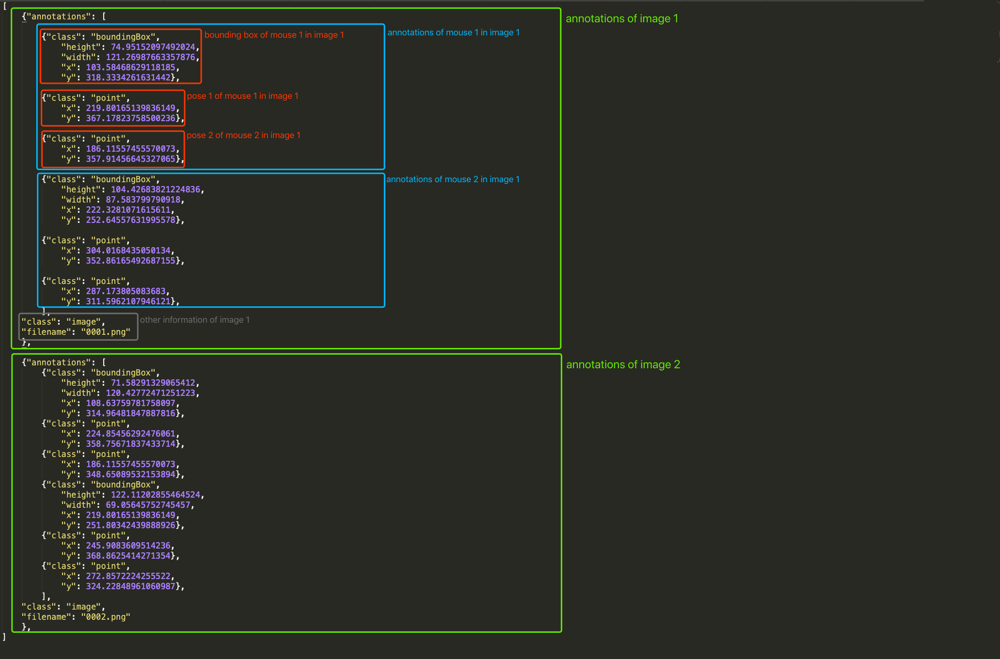 [
{"annotations": [
annotations of image 1
annotations of mouse 1 in image 1
{"class": "boundingBox",
bounding box of mouse 1 in image 1
"height": 74.95152097492024,
"width": 121.26987663357876,
"x": 103.58468629118185,
"y": 318.3334261631442},
{"class": "point",
pose 1 of mouse 1 in image 1
"x": 219.80165139836149,
"y": 367.17823758500236},
{"class": "point",
pose 2 of mouse 2 in image 1
"x": 186.11557455570073,
"y": 357.91456645327065},
{"class": "boundingBox",
annotations of mouse 2 in image 1
"height": 104.42683821224836,
"width": 87.583799790918,
"x": 222.3281071615611,
"y": 252.64557631995578},
{"class": "point",
"x": 304.0168435050134,
"y": 352.86165492687155},
{"class": "point",
"x": 287.173805083683,
"y": 311.5962107946121},
],
"class": "image",
other information of image 1
"filename": "0001.png"
},
{"annotations": [
annotations of image 2
{"class": "boundingBox",
"height": 71.58291329065412,
"width": 120.42772471251223,
"x": 108.63759781758097,
"y": 314.96481847887816},
{"class": "point",
"x": 224.85456292476061,
"y": 358.75671837433714},
{"class": "point",
"x": 186.11557455570073,
"y": 348.65089532153894},
{"class": "boundingBox",
"height": 122.11202855464524,
"width": 69.05645752745457,
"x": 219.80165139836149,
"y": 251.80342439888926},
{"class": "point",
"x": 245.9083609514236,
"y": 368.8625414271354},
{"class": "point",
"x": 272.8572224255522,
"y": 324.22848961060987},
],
"class": "image",
"filename": "0002.png"
},
]